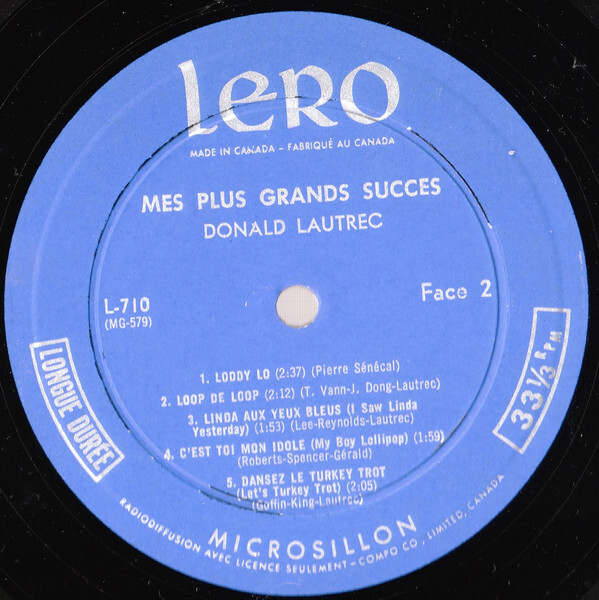 LERO
MADE IN CANADA – FABRIQUÉ AU CANADA
MES PLUS GRANDS SUCCES
DONALD LAUTREC
L-710
(MG-579)
Face 2
1. LODDY LO (2:37) (Pierre Sénécal)
2. LOOP DE LOOP (2:12) (T. Vann-J. Dong-Lautrec)
3. LINDA AUX YEUX BLEUS (I Saw Linda
Yesterday) (1:53) (Lee-Reynolds-Lautrec)
4. C'EST TOI MON IDOLE (My Boy Lollipop) (1:59)
(Roberts-Spencer-Gérald)
5. DANSEZ LE TURKEY TROT
(Let's Turkey Trot) (2:05)
(Goffin-King-Lautrec)
LONGUE DURÉE
33 1/3 RPM
MICROSILLON
RADIODIFFUSION AVEC LICENCE SEULEMENT – COMPO CO., LIMITED, CANADA